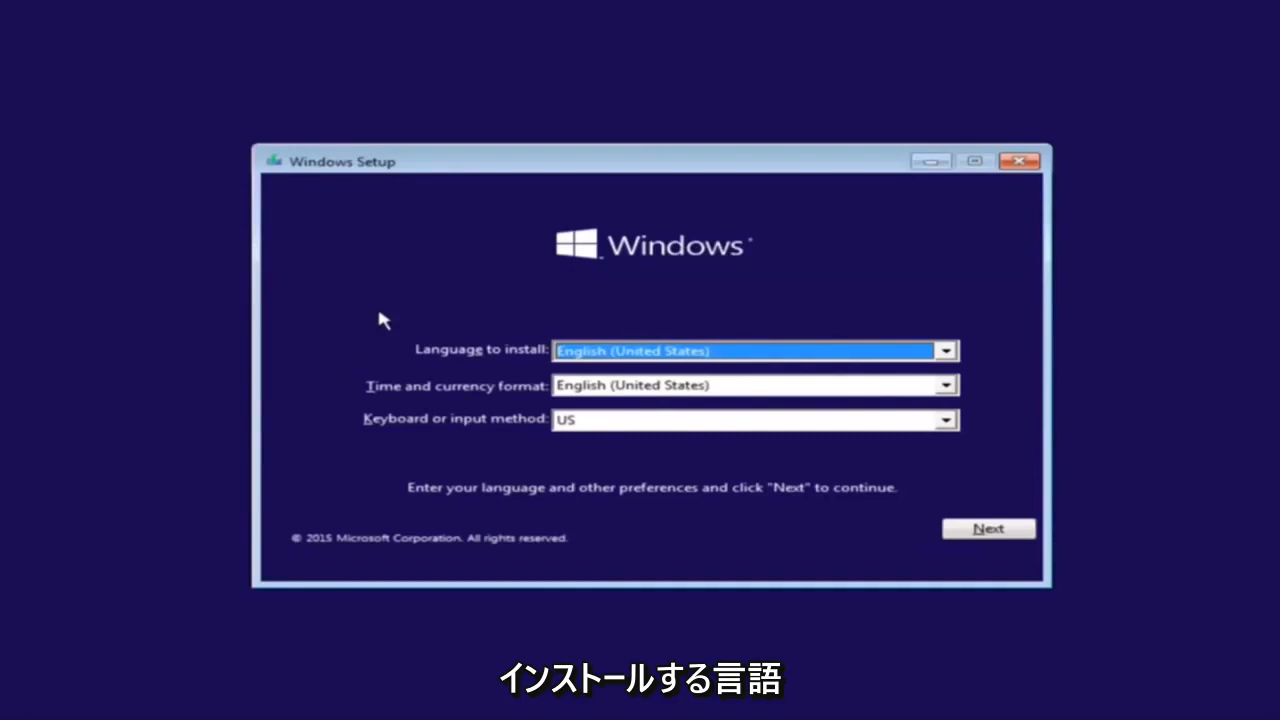 Windows Setup
Windows
Language to install: English (United States)
Time and currency format: English (United States)
Keyboard or input method: US
Enter your language and other preferences and click "Next" to continue.
© 2015 Microsoft Corporation. All rights reserved.
Next
インストールする言語